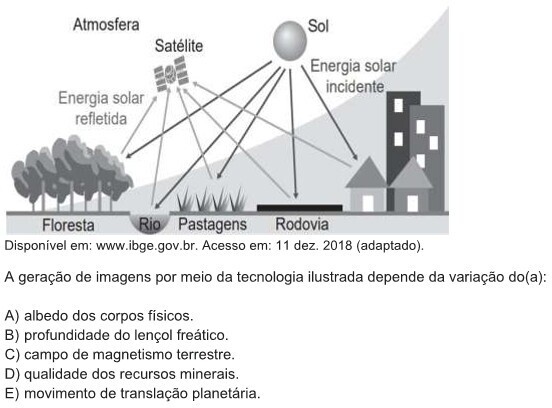 Atmosfera
Sol
Satélite
Energia solar
incidente
Energia solar
refletida
Floresta
Rio
Pastagens
Rodovia
Disponível em: www.ibge.gov.br. Acesso em: 11 dez. 2018 (adaptado).
A geração de imagens por meio da tecnologia ilustrada depende da variação do(a):
A) albedo dos corpos físicos.
B) profundidade do lençol freático.
C) campo de magnetismo terrestre.
D) qualidade dos recursos minerais.
E) movimento de translação planetária.